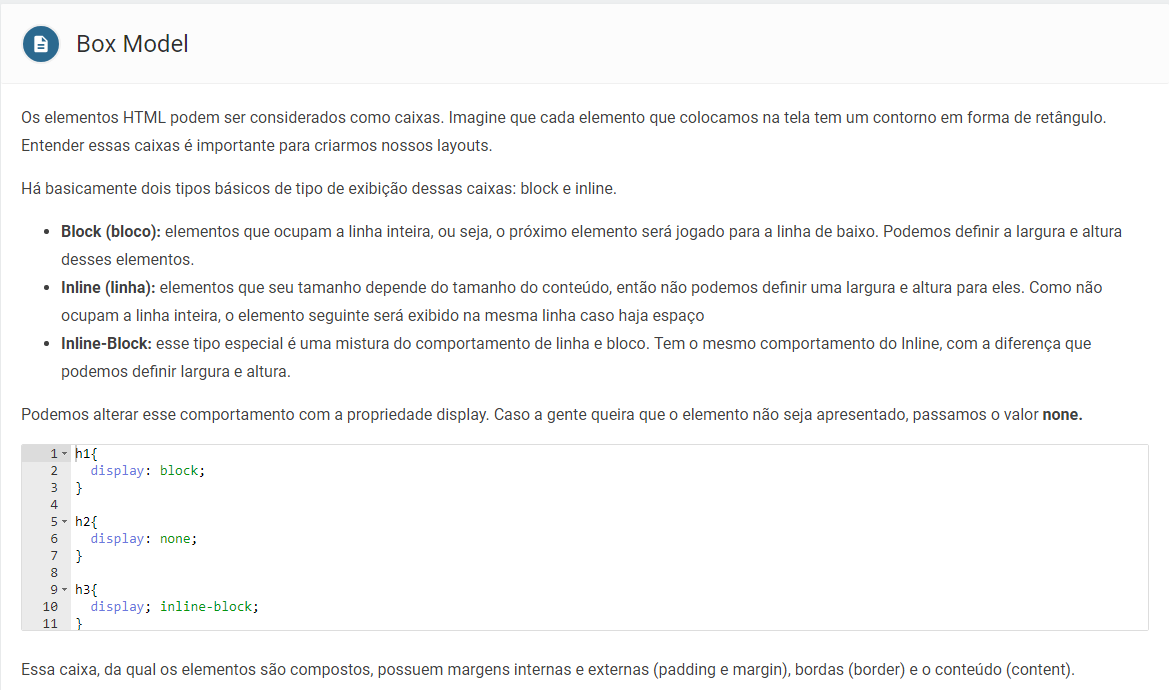 Box Model
Os elementos HTML podem ser considerados como caixas. Imagine que cada elemento que colocamos na tela tem um contorno em forma de retângulo.
Entender essas caixas é importante para criarmos nossos layouts.
Há basicamente dois tipos básicos de tipo de exibição dessas caixas: block e inline.
• Block (bloco): elementos que ocupam a linha inteira, ou seja, o próximo elemento será jogado para a linha de baixo. Podemos definir a largura e altura
desses elementos.
• Inline (linha): elementos que seu tamanho depende do tamanho do conteúdo, então não podemos definir uma largura e altura para eles. Como não
ocupam a linha inteira, o elemento seguinte será exibido na mesma linha caso haja espaço
• Inline-Block: esse tipo especial é uma mistura do comportamento de linha e bloco. Tem o mesmo comportamento do Inline, com a diferença que
podemos definir largura e altura.
Podemos alterar esse comportamento com a propriedade display. Caso a gente queira que o elemento não seja apresentado, passamos o valor none.
1 h1{
2   display: block;
3 }
4
5 h2{
6   display: none;
7 }
8
9 h3{
10   display; inline-block;
11 }
Essa caixa, da qual os elementos são compostos, possuem margens internas e externas (padding e margin), bordas (border) e o conteúdo (content).